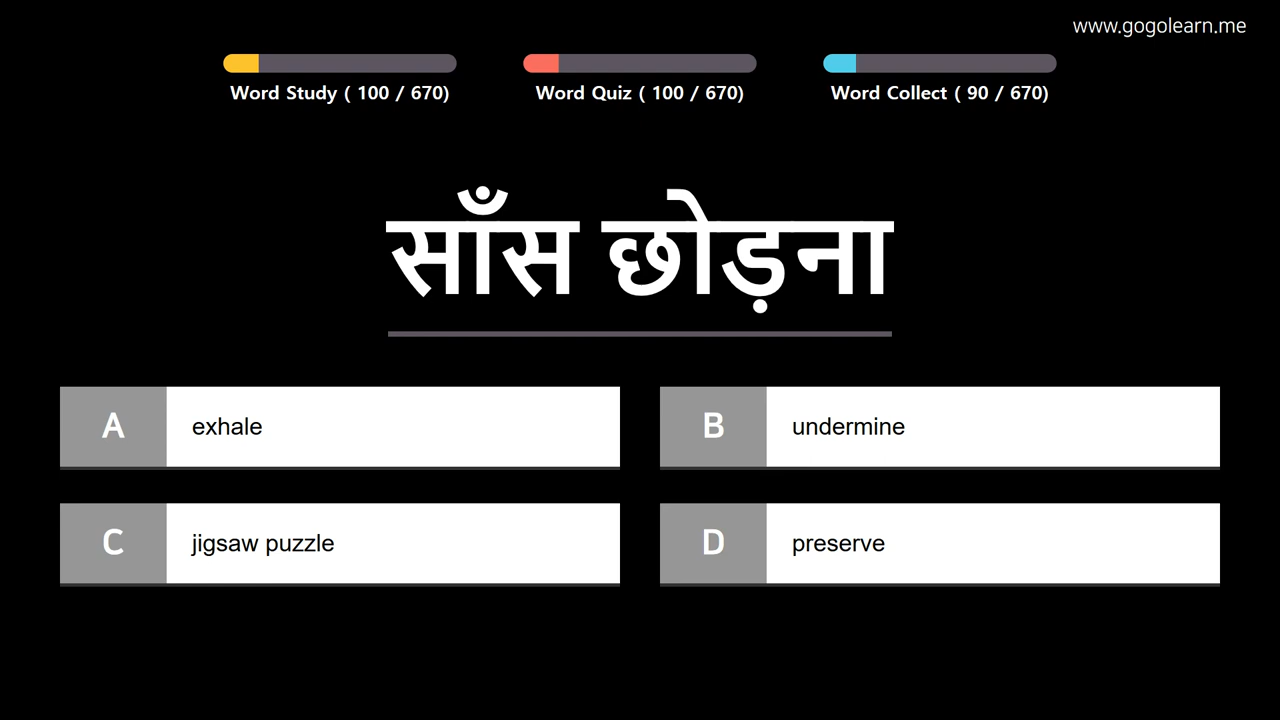 www.gogolearn.me
Word Study ( 100 / 670)
Word Quiz ( 100 / 670)
Word Collect ( 90 / 670)
साँस छोड़ना
A exhale
B undermine
C jigsaw puzzle
D preserve